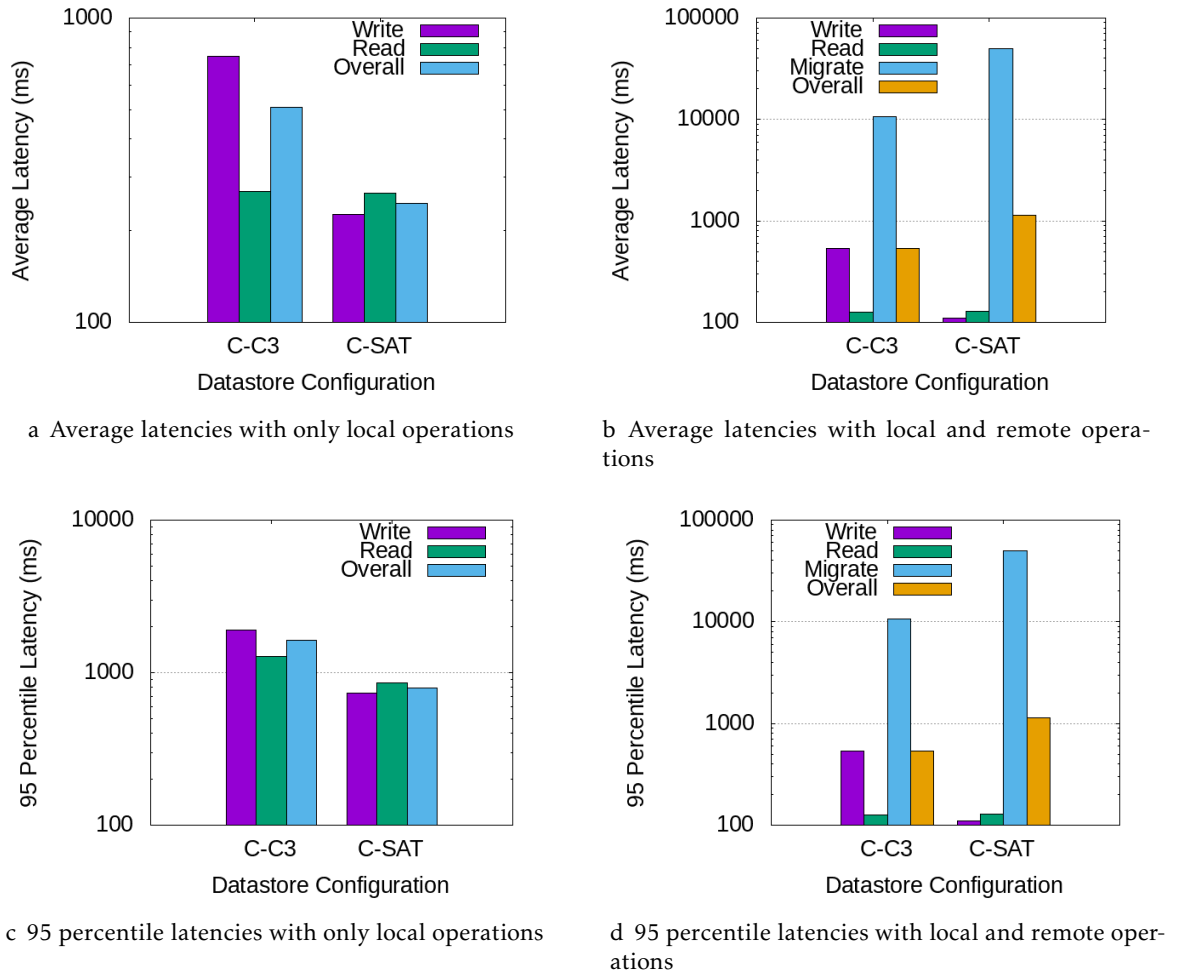 1000
100
Average Latency (ms)
Write
Read
Overall
C-C3
C-SAT
Datastore Configuration
a Average latencies with only local operations
100000
10000
1000
100
Average Latency (ms)
Write
Read
Migrate
Overall
C-C3
C-SAT
Datastore Configuration
b Average latencies with local and remote opera-
tions
10000
1000
100
95 Percentile Latency (ms)
Write
Read
Overall
C-C3
C-SAT
Datastore Configuration
c 95 percentile latencies with only local operations
100000
10000
1000
100
95 Percentile Latency (ms)
Write
Read
Migrate
Overall
C-C3
C-SAT
Datastore Configuration
d 95 percentile latencies with local and remote oper-
ations